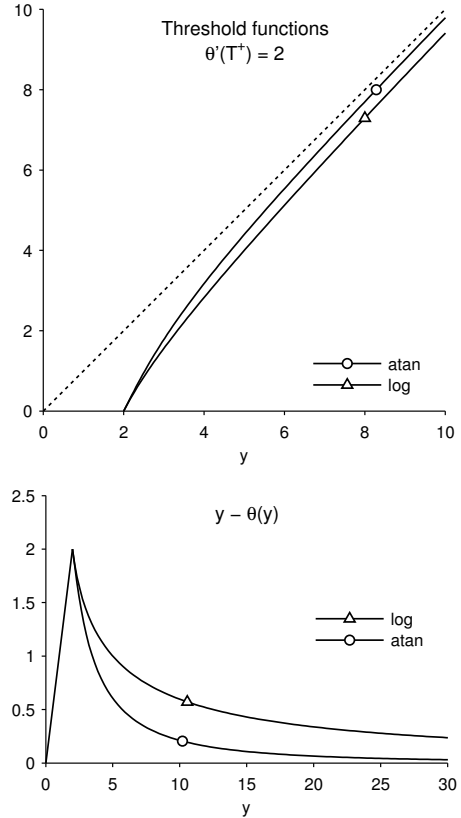 Threshold functions
θ'(T⁺) = 2
10
8
6
4
2
0
atan
log
0 2 4 6 8 10
y
y − θ(y)
2.5
2
1.5
1
0.5
0
log
atan
0 5 10 15 20 25 30
y